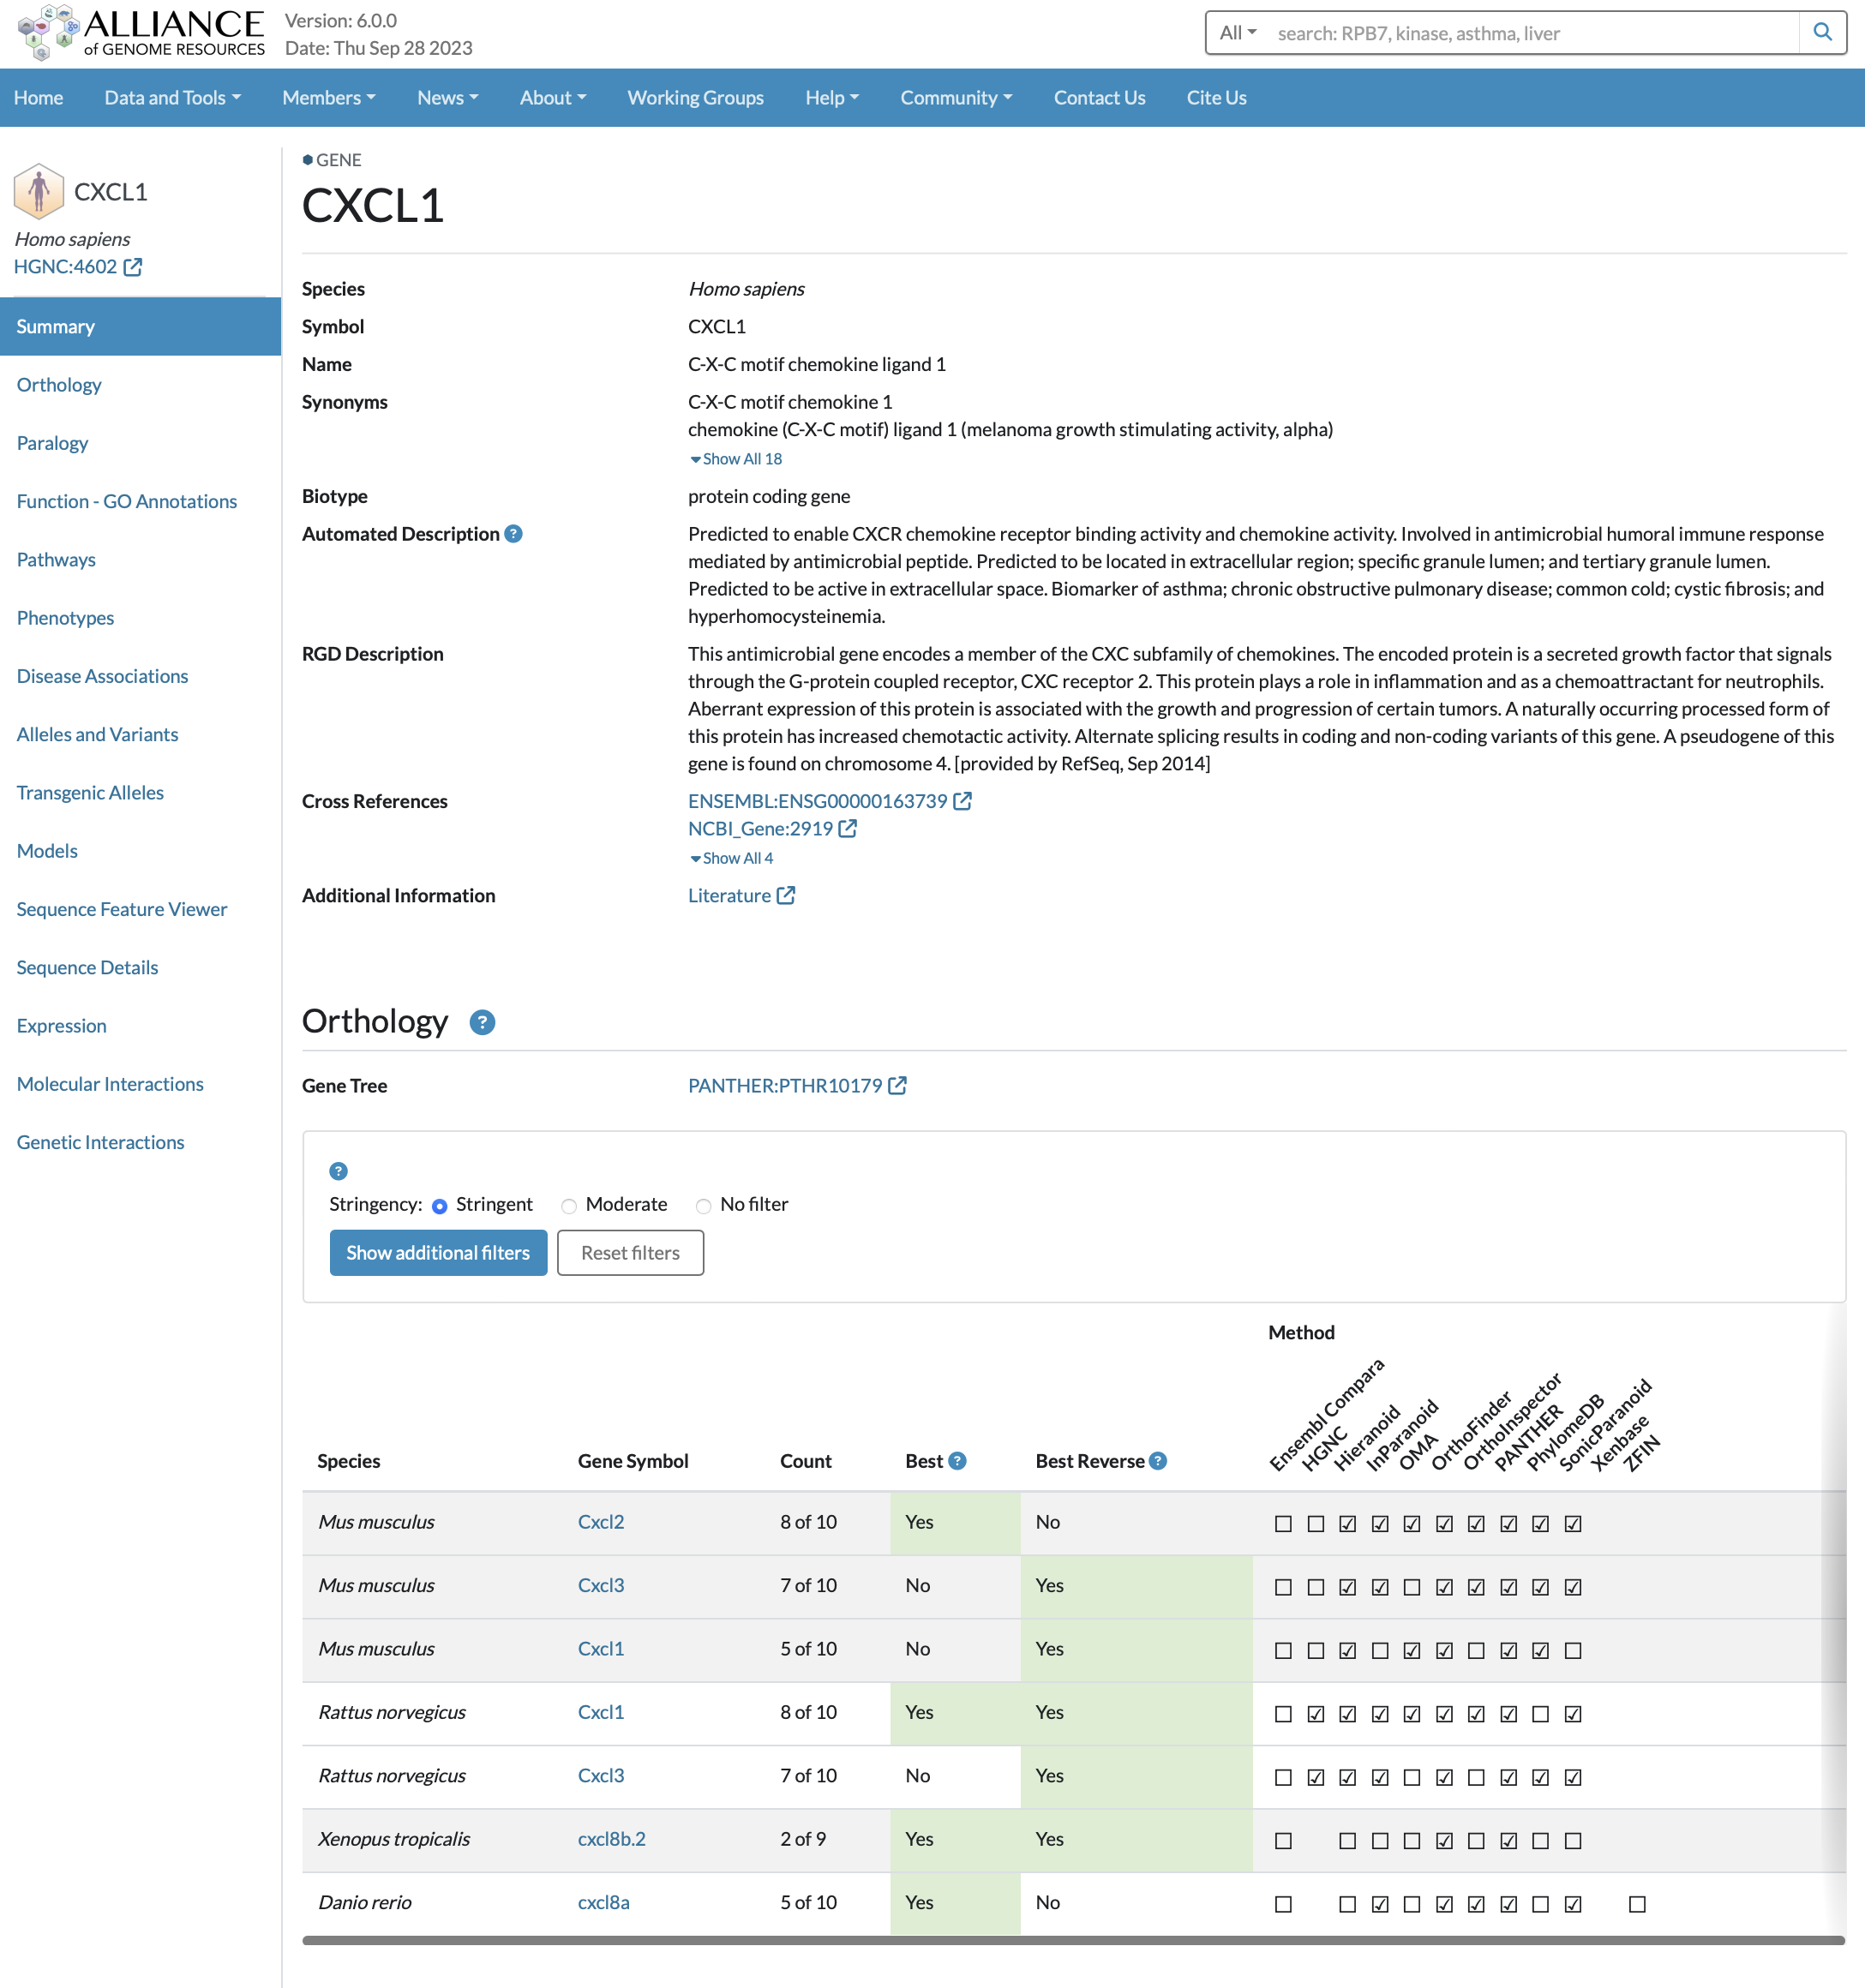 ALLIANCE
of GENOME RESOURCES
Version: 6.0.0
Date: Thu Sep 28 2023
All
search: RPB7, kinase, asthma, liver
Home Data and Tools Members News About Working Groups Help Community Contact Us Cite Us
CXCL1
Homo sapiens
HGNC:4602
Summary
Orthology
Paralogy
Function - GO Annotations
Pathways
Phenotypes
Disease Associations
Alleles and Variants
Transgenic Alleles
Models
Sequence Feature Viewer
Sequence Details
Expression
Molecular Interactions
Genetic Interactions
GENE
CXCL1
Species Homo sapiens
Symbol CXCL1
Name C-X-C motif chemokine ligand 1
Synonyms C-X-C motif chemokine 1
chemokine (C-X-C motif) ligand 1 (melanoma growth stimulating activity, alpha)
Show All 18
Biotype protein coding gene
Automated Description ? Predicted to enable CXCR chemokine receptor binding activity and chemokine activity. Involved in antimicrobial humoral immune response
mediated by antimicrobial peptide. Predicted to be located in extracellular region; specific granule lumen; and tertiary granule lumen.
Predicted to be active in extracellular space. Biomarker of asthma; chronic obstructive pulmonary disease; common cold; cystic fibrosis; and
hyperhomocysteinemia.
RGD Description This antimicrobial gene encodes a member of the CXC subfamily of chemokines. The encoded protein is a secreted growth factor that signals
through the G-protein coupled receptor, CXC receptor 2. This protein plays a role in inflammation and as a chemoattractant for neutrophils.
Aberrant expression of this protein is associated with the growth and progression of certain tumors. A naturally occurring processed form of
this protein has increased chemotactic activity. Alternate splicing results in coding and non-coding variants of this gene. A pseudogene of this
gene is found on chromosome 4. [provided by RefSeq, Sep 2014]
Cross References ENSEMBL:ENSG00000163739
NCBI_Gene:2919
Show All 4
Additional Information Literature
Orthology ?
Gene Tree PANTHER:PTHR10179
?
Stringency: Stringent Moderate No filter
Show additional filters Reset filters
Method
Species Gene Symbol Count Best ? Best Reverse ?
Ensembl Compara
HGNC
Hieranoid
InParanoid
OMA
OrthoFinder
OrthoInspector
PANTHER
PhylomeDB
SonicParanoid
Xenbase
ZFIN
Mus musculus Cxcl2 8 of 10 Yes No
Mus musculus Cxcl3 7 of 10 No Yes
Mus musculus Cxcl1 5 of 10 No Yes
Rattus norvegicus Cxcl1 8 of 10 Yes Yes
Rattus norvegicus Cxcl3 7 of 10 No Yes
Xenopus tropicalis cxcl8b.2 2 of 9 Yes Yes
Danio rerio cxcl8a 5 of 10 Yes No